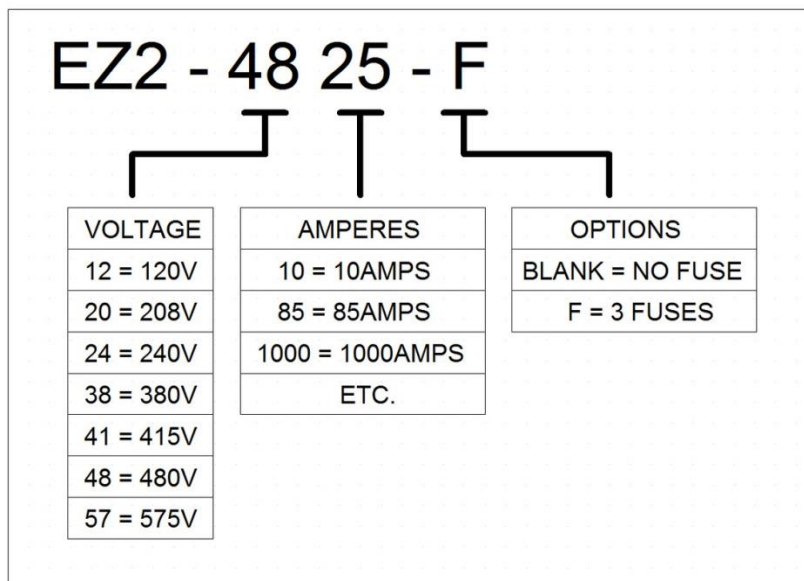 EZ2 - 48 25 - F
VOLTAGE
12 = 120V
20 = 208V
24 = 240V
38 = 380V
41 = 415V
48 = 480V
57 = 575V
AMPERES
10 = 10AMPS
85 = 85AMPS
1000 = 1000AMPS
ETC.
OPTIONS
BLANK = NO FUSE
F = 3 FUSES